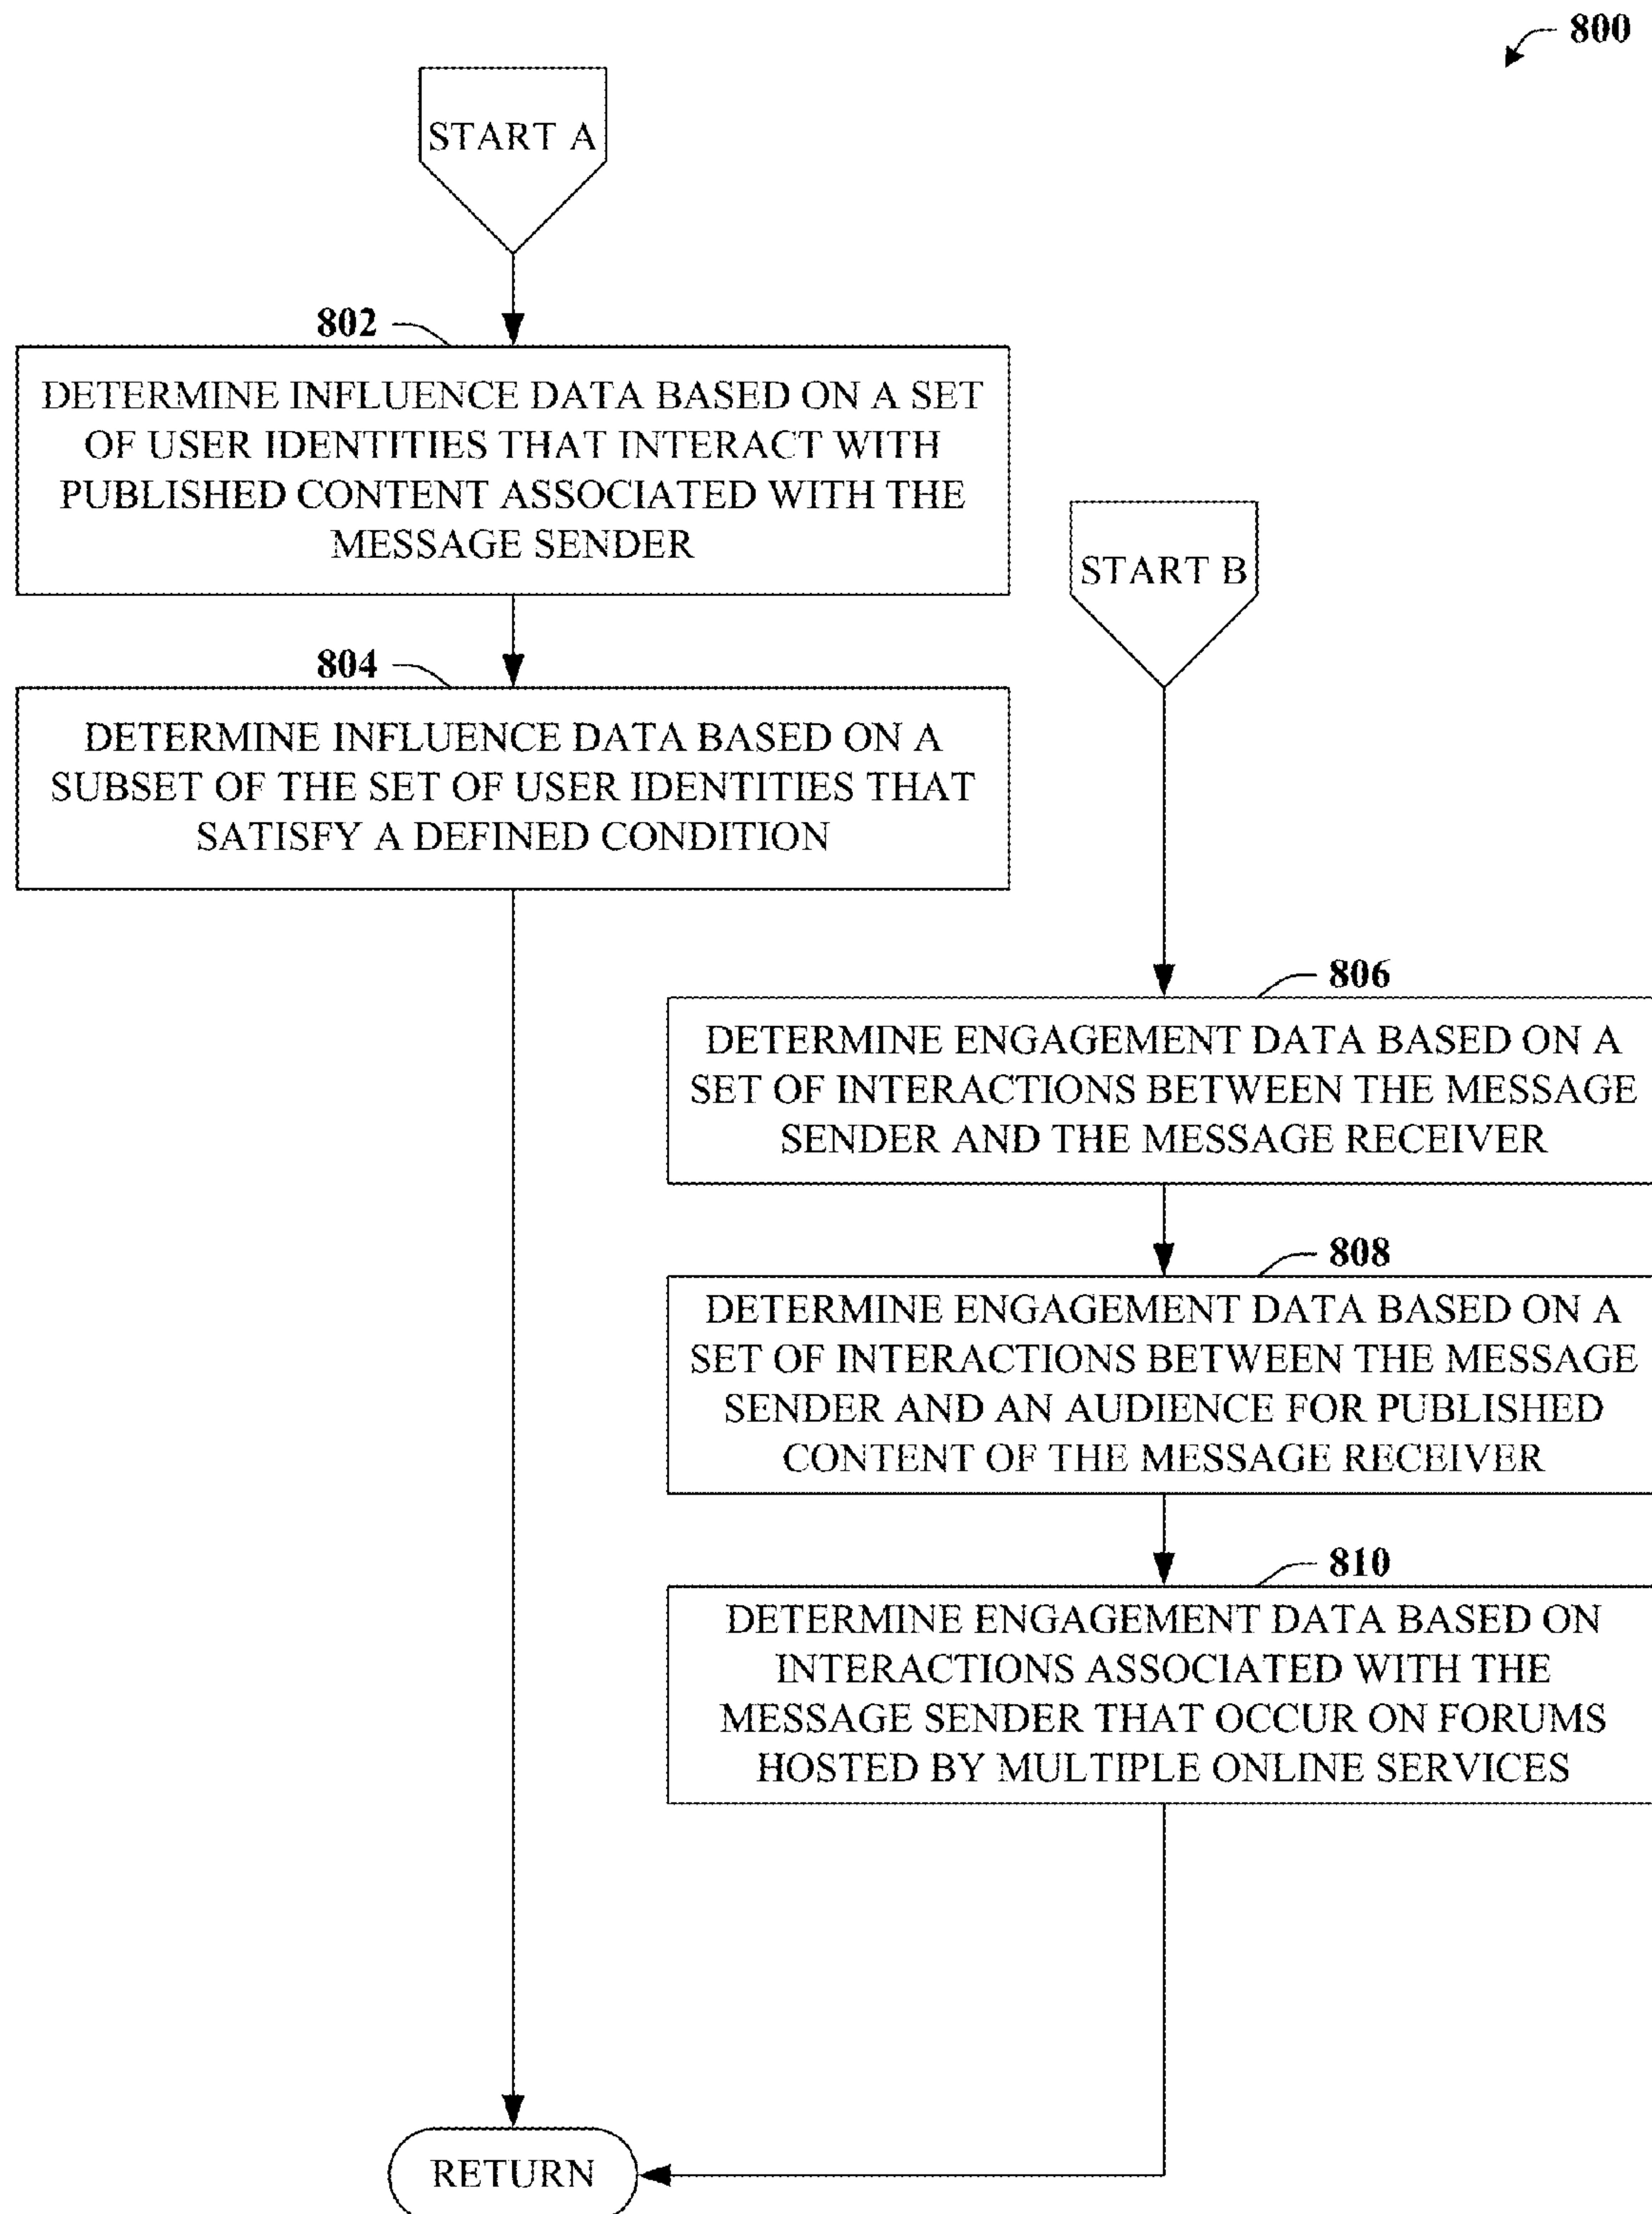 800
START A
802
DETERMINE INFLUENCE DATA BASED ON A SET
OF USER IDENTITIES THAT INTERACT WITH
PUBLISHED CONTENT ASSOCIATED WITH THE
MESSAGE SENDER
START B
804
DETERMINE INFLUENCE DATA BASED ON A
SUBSET OF THE SET OF USER IDENTITIES THAT
SATISFY A DEFINED CONDITION
806
DETERMINE ENGAGEMENT DATA BASED ON A
SET OF INTERACTIONS BETWEEN THE MESSAGE
SENDER AND THE MESSAGE RECEIVER
808
DETERMINE ENGAGEMENT DATA BASED ON A
SET OF INTERACTIONS BETWEEN THE MESSAGE
SENDER AND AN AUDIENCE FOR PUBLISHED
CONTENT OF THE MESSAGE RECEIVER
810
DETERMINE ENGAGEMENT DATA BASED ON
INTERACTIONS ASSOCIATED WITH THE
MESSAGE SENDER THAT OCCUR ON FORUMS
HOSTED BY MULTIPLE ONLINE SERVICES
RETURN